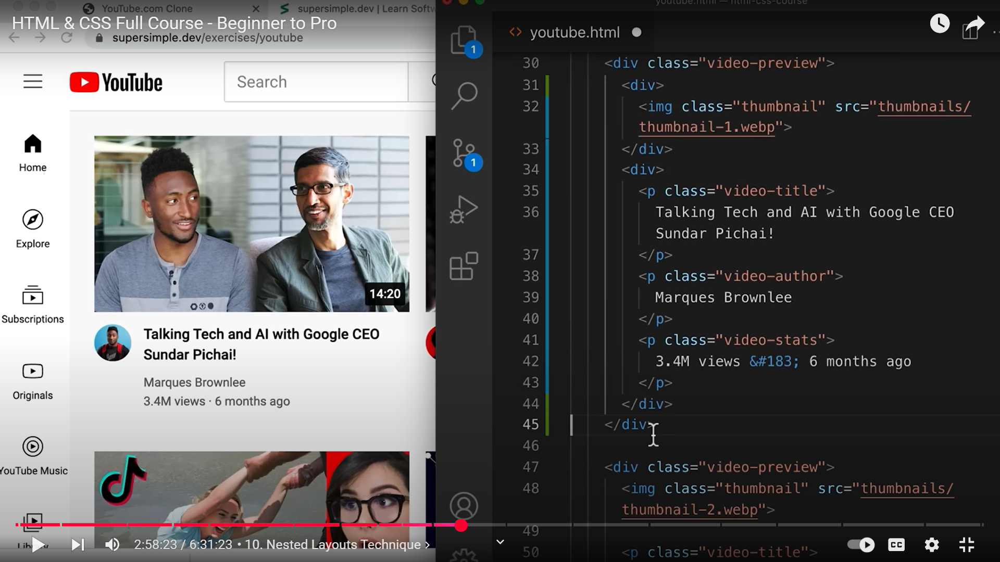 YouTube.com Clone
supersimple.dev | Learn Softw
youtube.html — html-css-course
HTML & CSS Full Course - Beginner to Pro
supersimple.dev/exercises/youtube
youtube.html
1
1
YouTube
Search
Home
Explore
Subscriptions
Originals
YouTube Music
Library
14:20
Talking Tech and AI with Google CEO
Sundar Pichai!
Marques Brownlee
3.4M views · 6 months ago
30 <div class="video-preview">
31 <div>
32 <img class="thumbnail" src="thumbnails/
thumbnail-1.webp">
33 </div>
34 <div>
35 <p class="video-title">
36 Talking Tech and AI with Google CEO
Sundar Pichai!
37 </p>
38 <p class="video-author">
39 Marques Brownlee
40 </p>
41 <p class="video-stats">
42 3.4M views &#183; 6 months ago
43 </p>
44 </div>
45 </div>
46
47 <div class="video-preview">
48 <img class="thumbnail" src="thumbnails/
thumbnail-2.webp">
49
50 <p class="video-title">
2:58:23 / 6:31:23 • 10. Nested Layouts Technique ›
CC